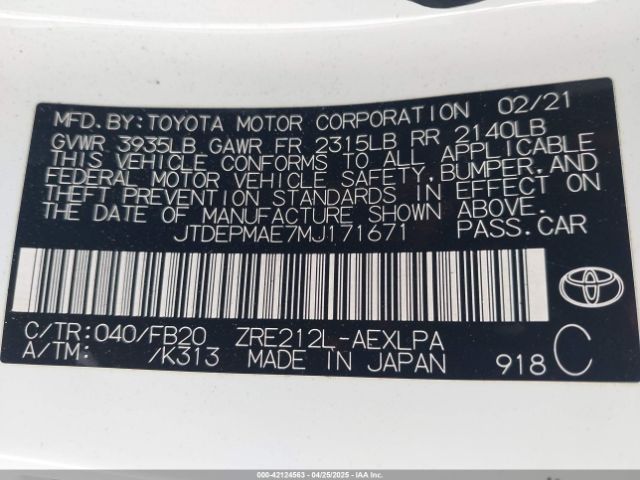 MFD. BY: TOYOTA MOTOR CORPORATION 02/21
GVWR 3935LB GAWR FR 2315LB RR 2140LB
THIS VEHICLE CONFORMS TO ALL APPLICABLE
FEDERAL MOTOR VEHICLE SAFETY, BUMPER, AND
THEFT PREVENTION STANDARDS IN EFFECT ON
THE DATE OF MANUFACTURE SHOWN ABOVE.
JTDEPMAE7MJ171671 PASS. CAR
C/TR: 040/FB20 ZRE212L-AEXLPA
A/TM: /K313 MADE IN JAPAN 918 C
000-42124563 - 04/25/2025 - IAA Inc.